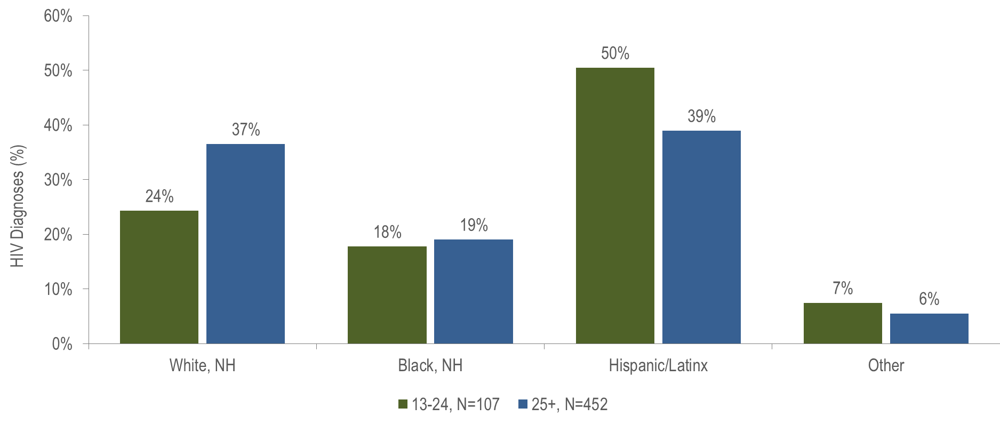 60%
50%
40%
30%
20%
10%
0%
HIV Diagnoses (%)
24%
37%
18%
19%
50%
39%
7%
6%
White, NH
Black, NH
Hispanic/Latinx
Other
13-24, N=107
25+, N=452